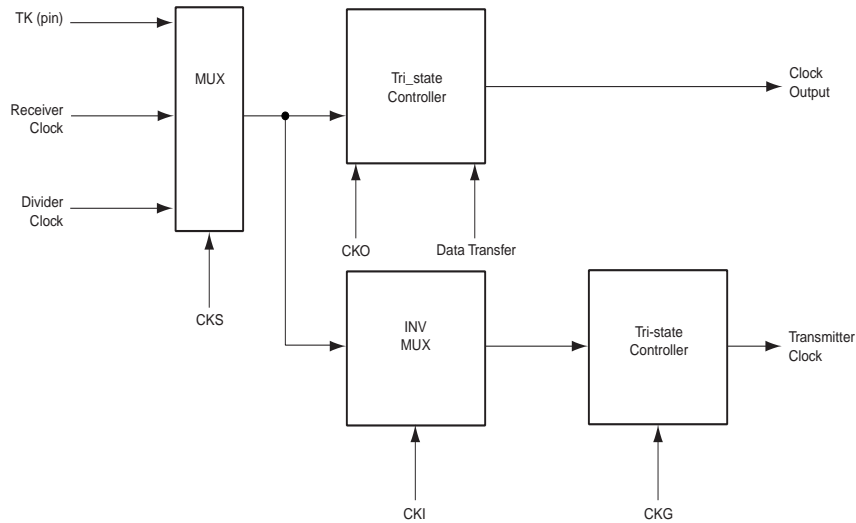 TK (pin)
MUX
Tri_state
Controller
Clock
Output
Receiver
Clock
Divider
Clock
CKO
Data Transfer
CKS
INV
MUX
Tri-state
Controller
Transmitter
Clock
CKI
CKG